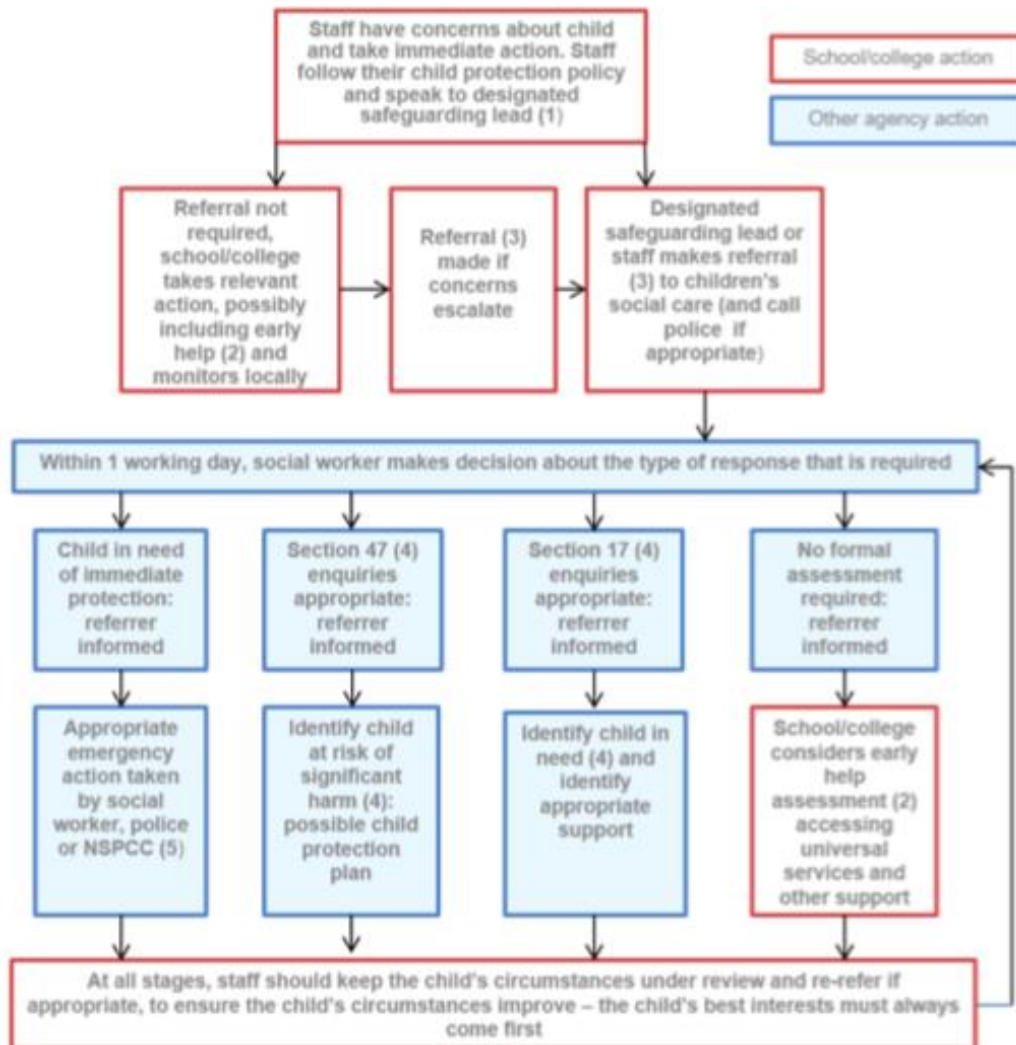 Staff have concerns about child
and take immediate action. Staff
follow their child protection policy
and speak to designated
safeguarding lead (1)
School/college action
Other agency action
Referral not
required,
school/college
takes relevant
action, possibly
including early
help (2) and
monitors locally
Referral (3)
made if
concerns
escalate
Designated
safeguarding lead or
staff makes referral
(3) to children's
social care (and call
police if
appropriate)
Within 1 working day, social worker makes decision about the type of response that is required
Child in need
of immediate
protection:
referrer
informed
Section 47 (4)
enquiries
appropriate:
referrer
informed
Section 17 (4)
enquiries
appropriate:
referrer
informed
No formal
assessment
required:
referrer
informed
Appropriate
emergency
action taken
by social
worker, police
or NSPCC (5)
Identify child
at risk of
significant
harm (4):
possible child
protection
plan
Identify child in
need (4) and
identify
appropriate
support
School/college
considers early
help
assessment (2)
accessing
universal
services and
other support
At all stages, staff should keep the child's circumstances under review and re-refer if
appropriate, to ensure the child's circumstances improve – the child's best interests must always
come first